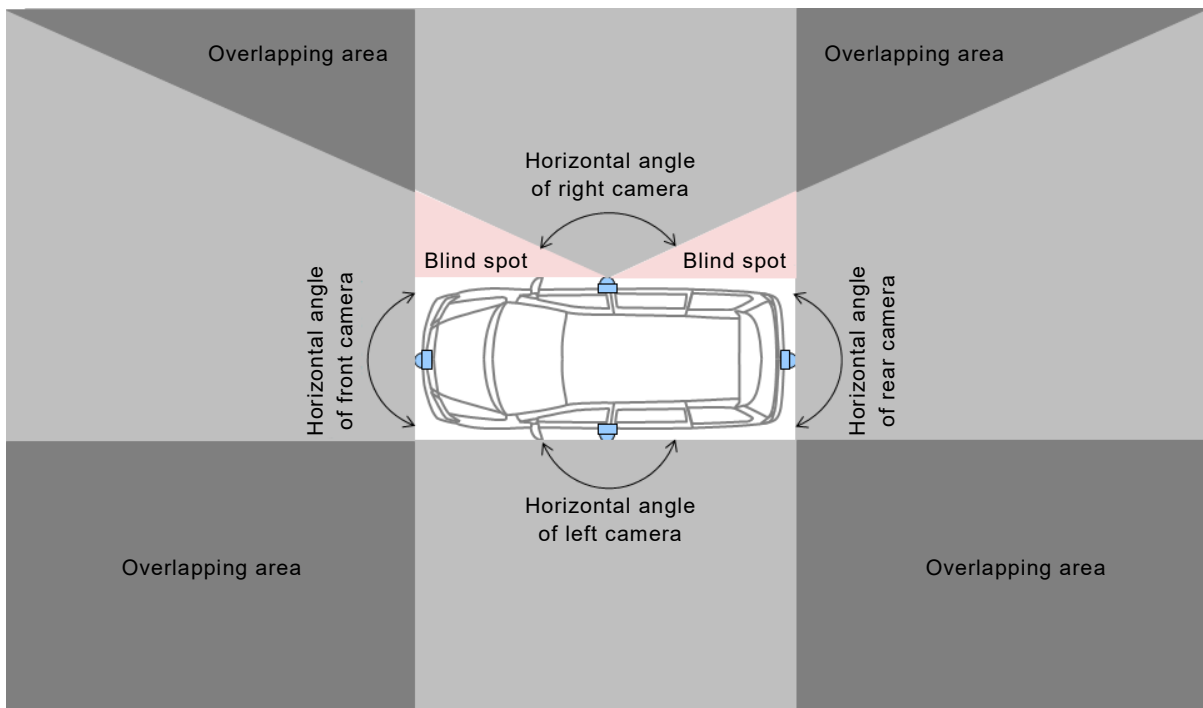 Overlapping area
Overlapping area
Horizontal angle
of right camera
Blind spot
Blind spot
Horizontal angle
of front camera
Horizontal angle
of rear camera
Horizontal angle
of left camera
Overlapping area
Overlapping area